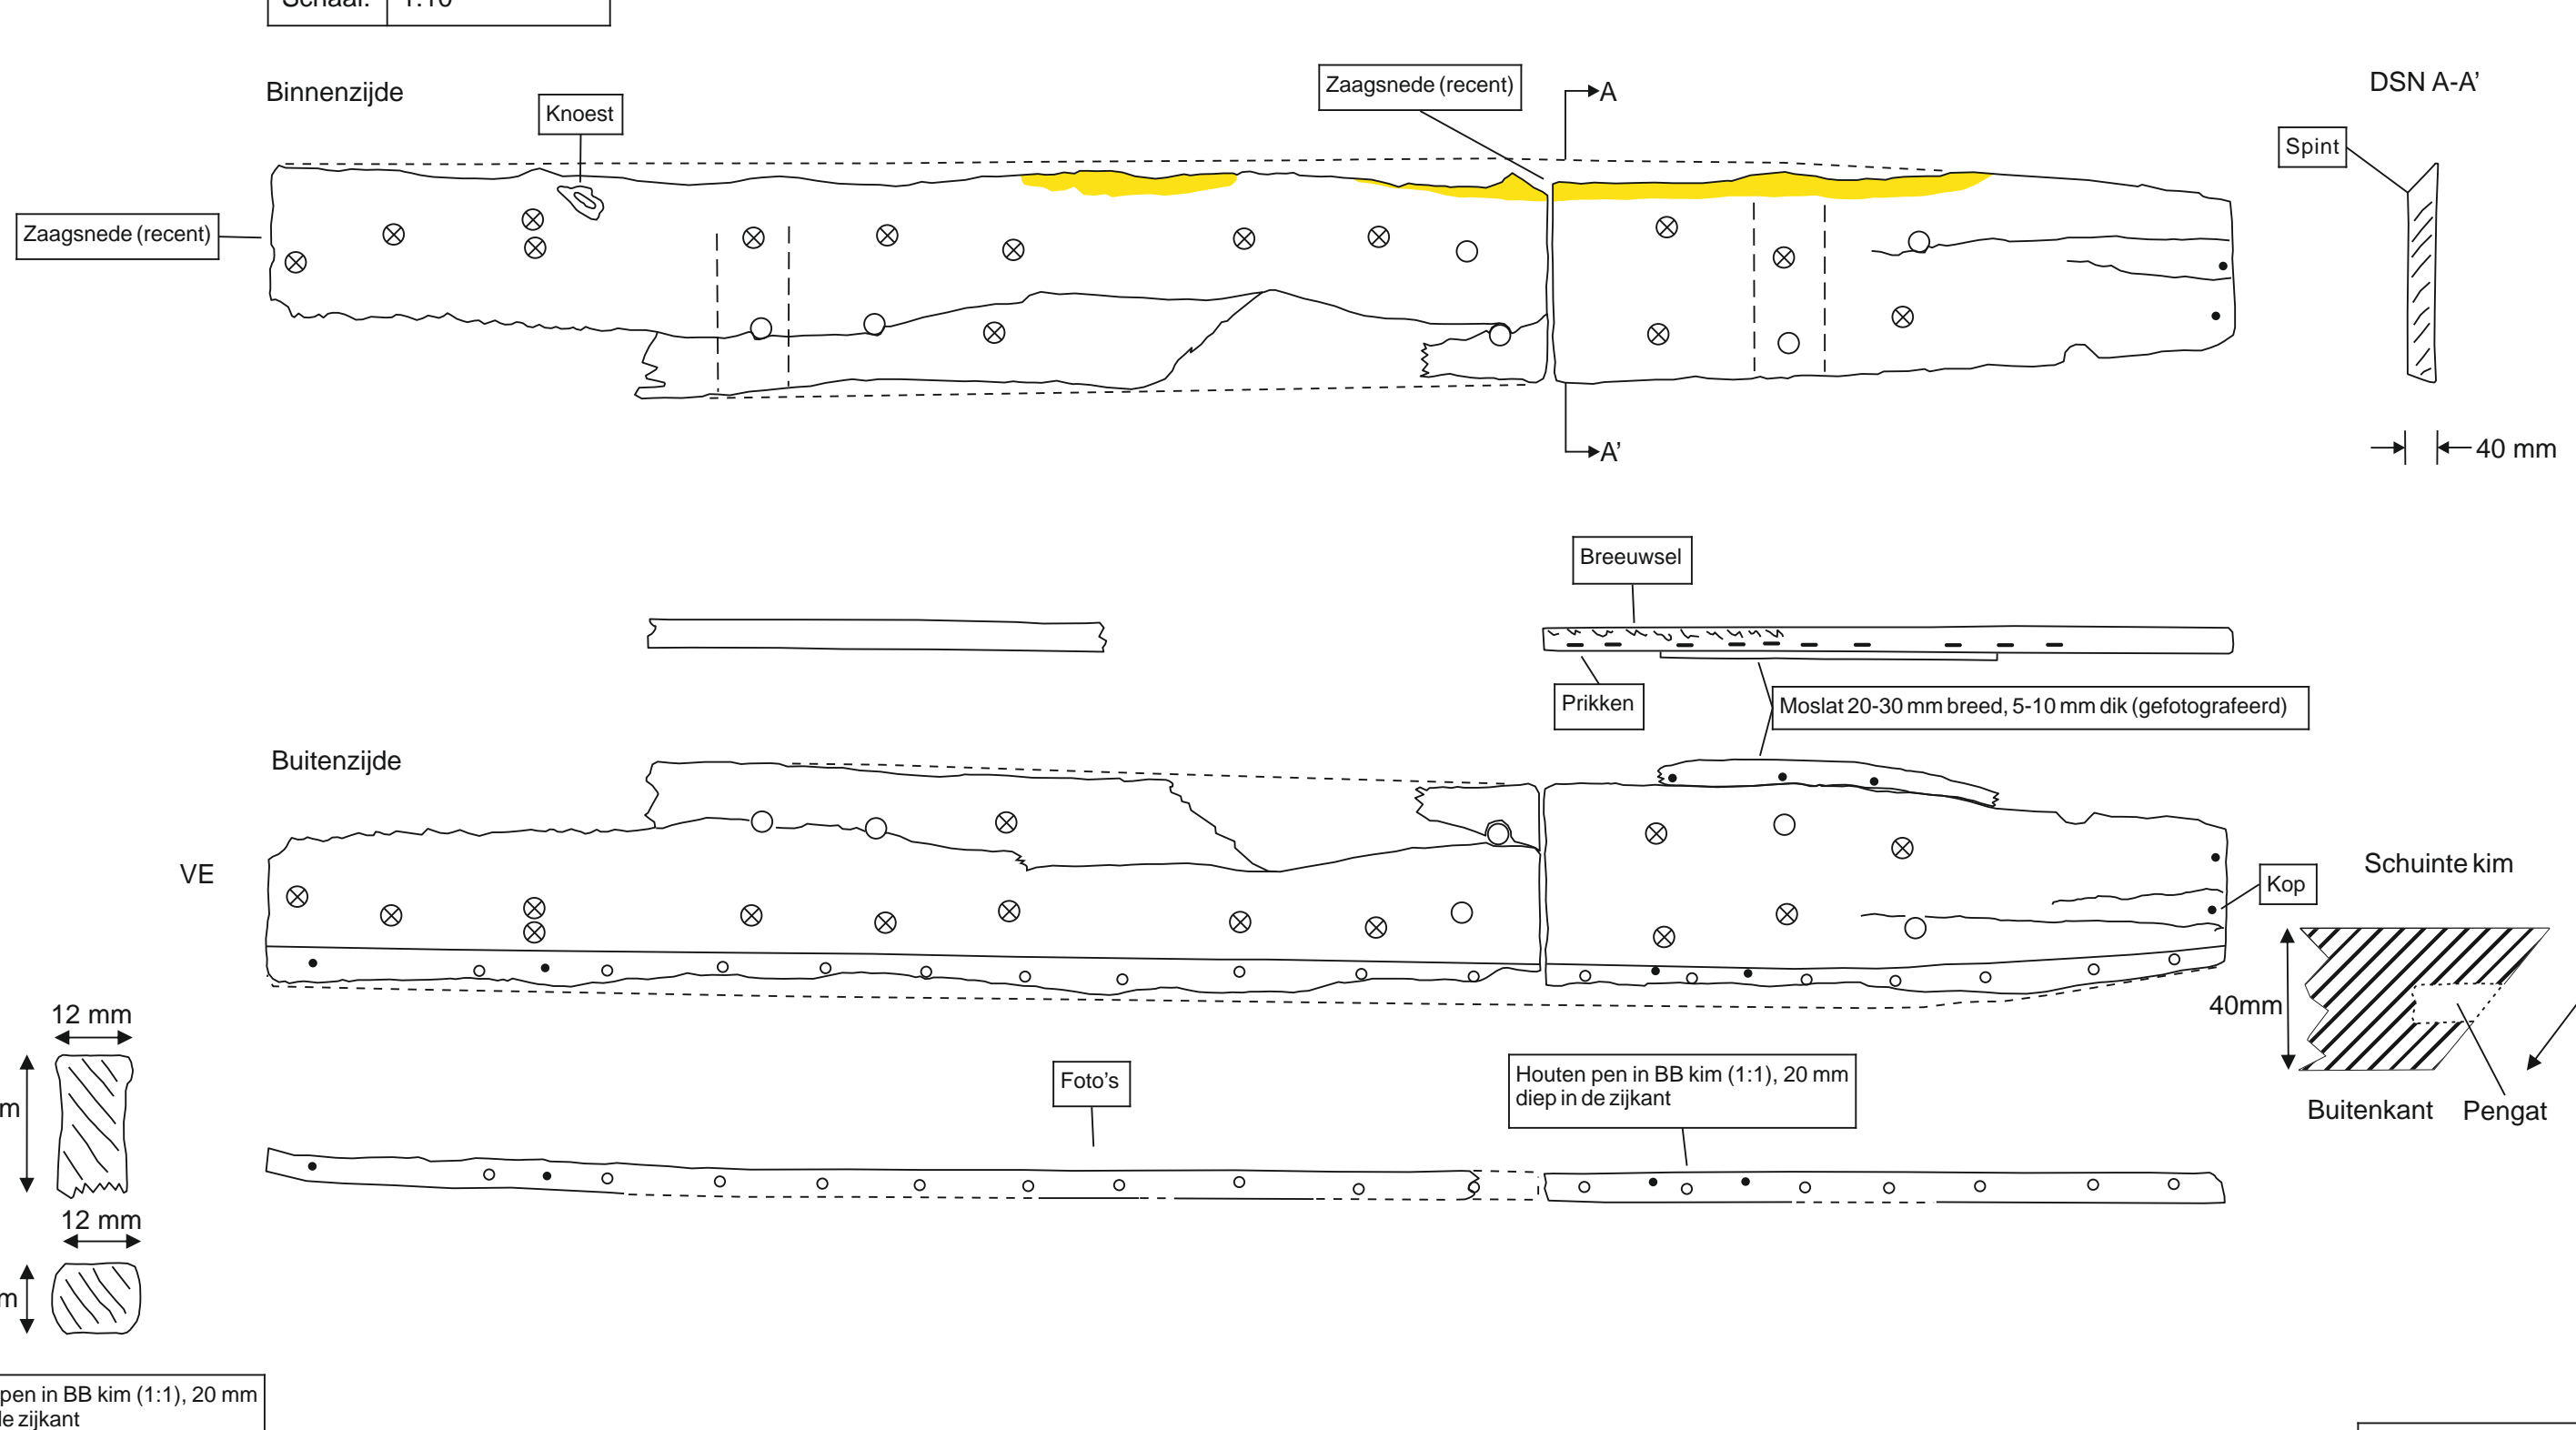 Schaal: 1:10
Binnenzijde
Zaagsnede (recent)
A
DSN A-A’
Knoest
Spint
Zaagsnede (recent)
A’
40 mm
Breeuwsel
Prikken
Moslat 20-30 mm breed, 5-10 mm dik (gefotografeerd)
Buitenzijde
VE
Schuinte kim
Kop
40mm
12 mm
Foto’s
Houten pen in BB kim (1:1), 20 mm
diep in de zijkant
Buitenkant
Pengat
m
12 mm
m
pen in BB kim (1:1), 20 mm
de zijkant